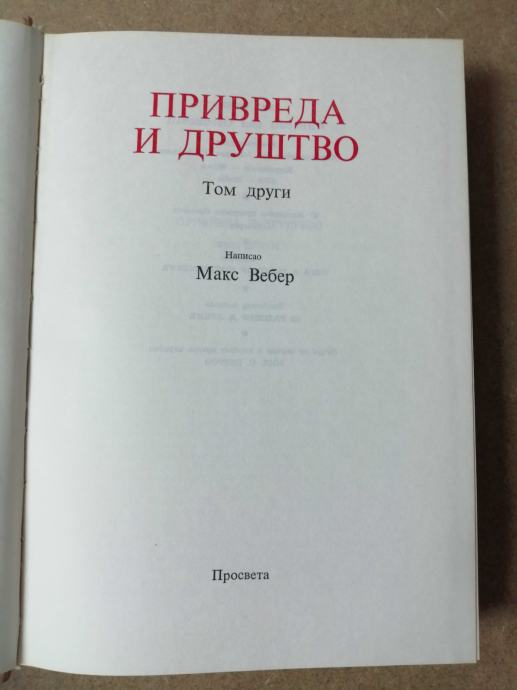 ПРИВРЕДА
И ДРУШТВО
Том други
Написао
Макс Вебер
Просвета